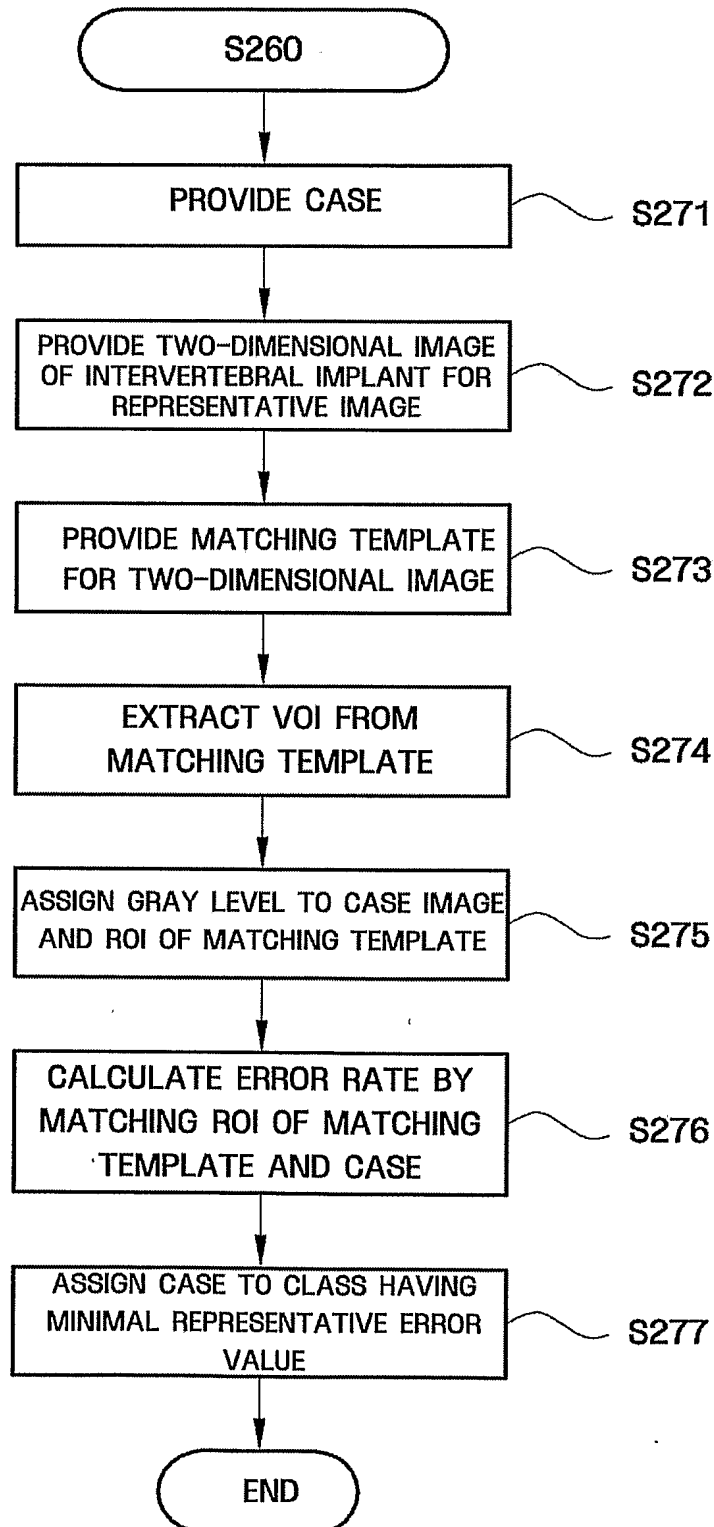 S260
PROVIDE CASE
S271
PROVIDE TWO-DIMENSIONAL IMAGE
OF INTERVERTEBRAL IMPLANT FOR
REPRESENTATIVE IMAGE
S272
PROVIDE MATCHING TEMPLATE
FOR TWO-DIMENSIONAL IMAGE
S273
EXTRACT VOI FROM
MATCHING TEMPLATE
S274
ASSIGN GRAY LEVEL TO CASE IMAGE
AND ROI OF MATCHING TEMPLATE
S275
CALCULATE ERROR RATE BY
MATCHING ROI OF MATCHING
TEMPLATE AND CASE
S276
ASSIGN CASE TO CLASS HAVING
MINIMAL REPRESENTATIVE ERROR
VALUE
S277
END